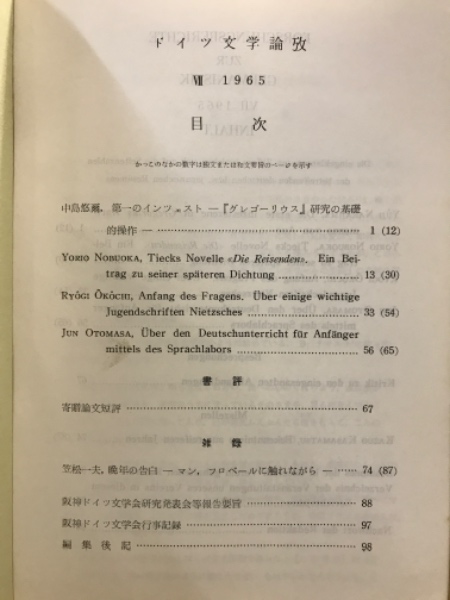 ドイツ文学論攷
Ⅶ 1965
目 次
かっこのなかの数字は独文または和文要旨のページを示す
中島悠爾，第一のインツェスト ―『グレゴーリウス』研究の基礎
的操作 ― …… 1 (12)
YORIO NOBUOKA, Tiecks Novelle «Die Reisenden». Ein Bei-
trag zu seiner späteren Dichtung …… 13 (30)
RYŌGI ŌKŌCHI, Anfang des Fragens. Über einige wichtige
Jugendschriften Nietzsches …… 33 (54)
JUN OTOMASA, Über den Deutschunterricht für Anfänger
mittels des Sprachlabors …… 56 (65)
書 評
寄贈論文短評 …… 67
雑 録
笠松一夫，晩年の告白 ― マン，フロベールに触れながら ― …… 74 (87)
阪神ドイツ文学会研究発表会等報告要旨 …… 88
阪神ドイツ文学会行事記録 …… 97
編集後記 …… 98